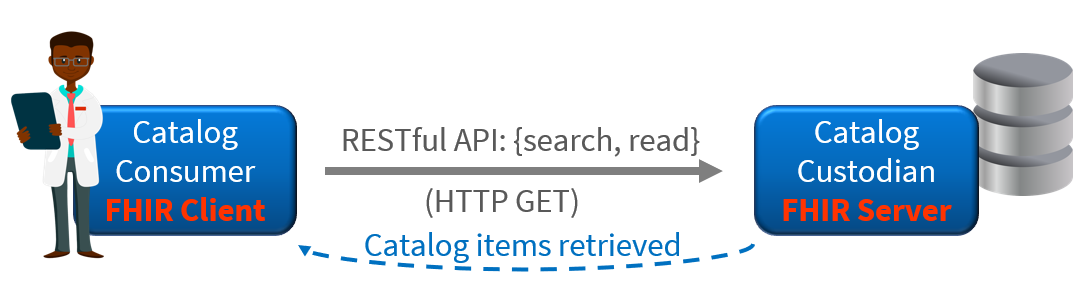 Catalog
Consumer
FHIR Client
RESTful API: {search, read}
(HTTP GET)
Catalog items retrieved
Catalog
Custodian
FHIR Server